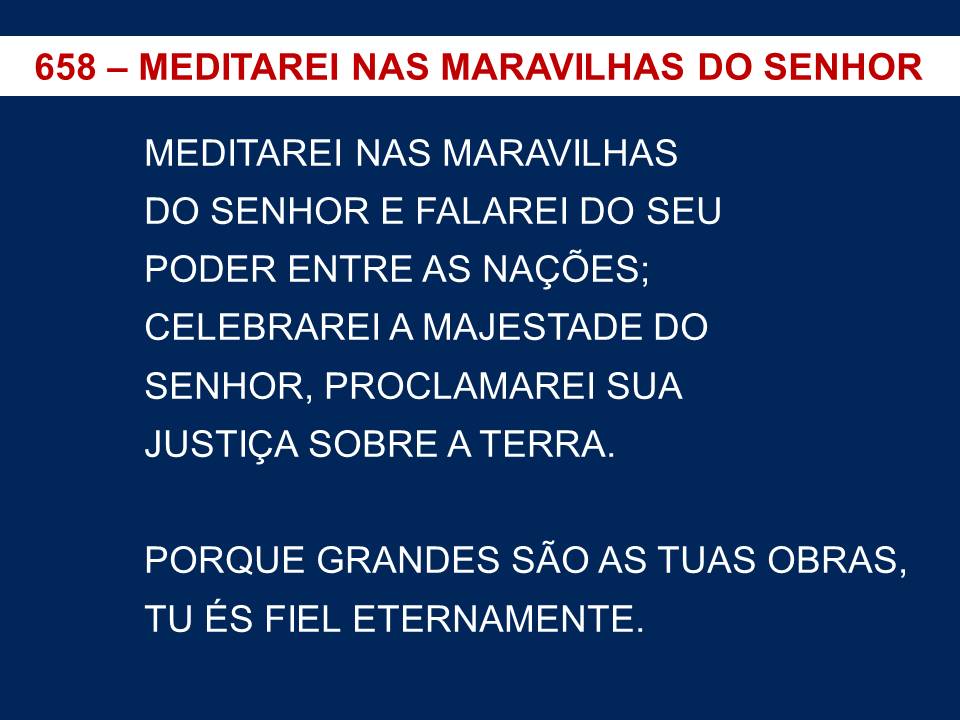 658 – MEDITAREI NAS MARAVILHAS DO SENHOR
MEDITAREI NAS MARAVILHAS
DO SENHOR E FALAREI DO SEU
PODER ENTRE AS NAÇÕES;
CELEBRAREI A MAJESTADE DO
SENHOR, PROCLAMAREI SUA
JUSTIÇA SOBRE A TERRA.
PORQUE GRANDES SÃO AS TUAS OBRAS,
TU ÉS FIEL ETERNAMENTE.